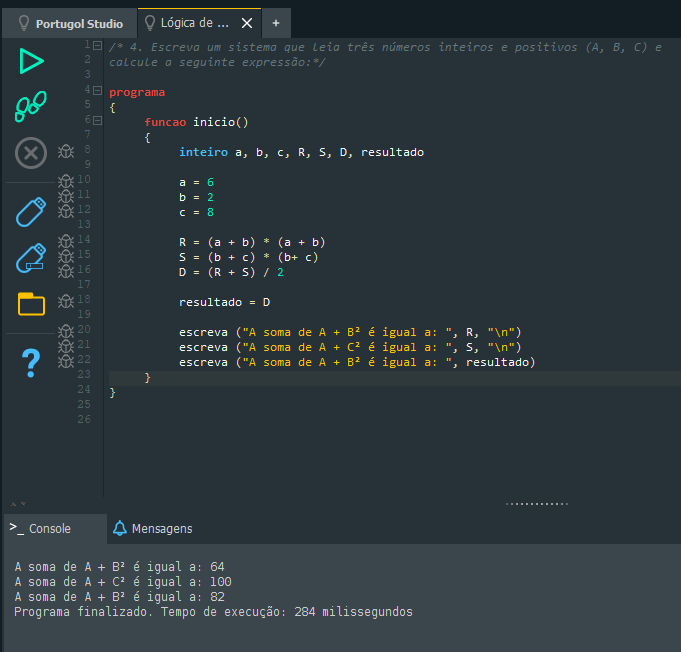 Portugol Studio
Lógica de ...
+
1 /* 4. Escreva um sistema que leia três números inteiros e positivos (A, B, C) e
2 calcule a seguinte expressão:*/
3
4 programa
5 {
6 funcao inicio()
7 {
8 inteiro a, b, c, R, S, D, resultado
9
10 a = 6
11 b = 2
12 c = 8
13
14 R = (a + b) * (a + b)
15 S = (b + c) * (b+ c)
16 D = (R + S) / 2
17
18 resultado = D
19
20 escreva ("A soma de A + B² é igual a: ", R, "\n")
21 escreva ("A soma de A + C² é igual a: ", S, "\n")
22 escreva ("A soma de A + B² é igual a: ", resultado)
23 }
24 }
25
26
>_ Console
Mensagens
A soma de A + B² é igual a: 64
A soma de A + C² é igual a: 100
A soma de A + B² é igual a: 82
Programa finalizado. Tempo de execução: 284 milissegundos